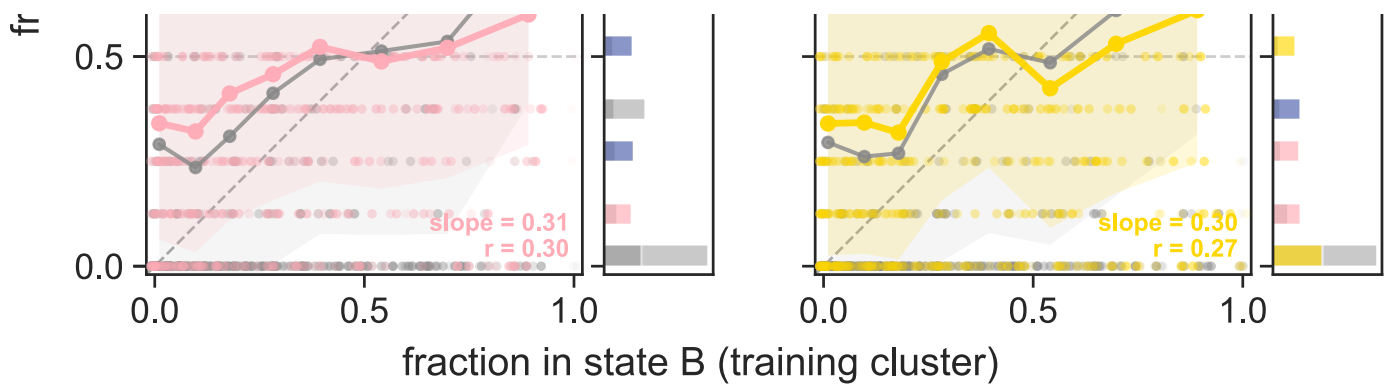 fr
0.5
0.0
slope = 0.31
r = 0.30
slope = 0.30
r = 0.27
0.0 0.5 1.0 0.0 0.5 1.0
fraction in state B (training cluster)